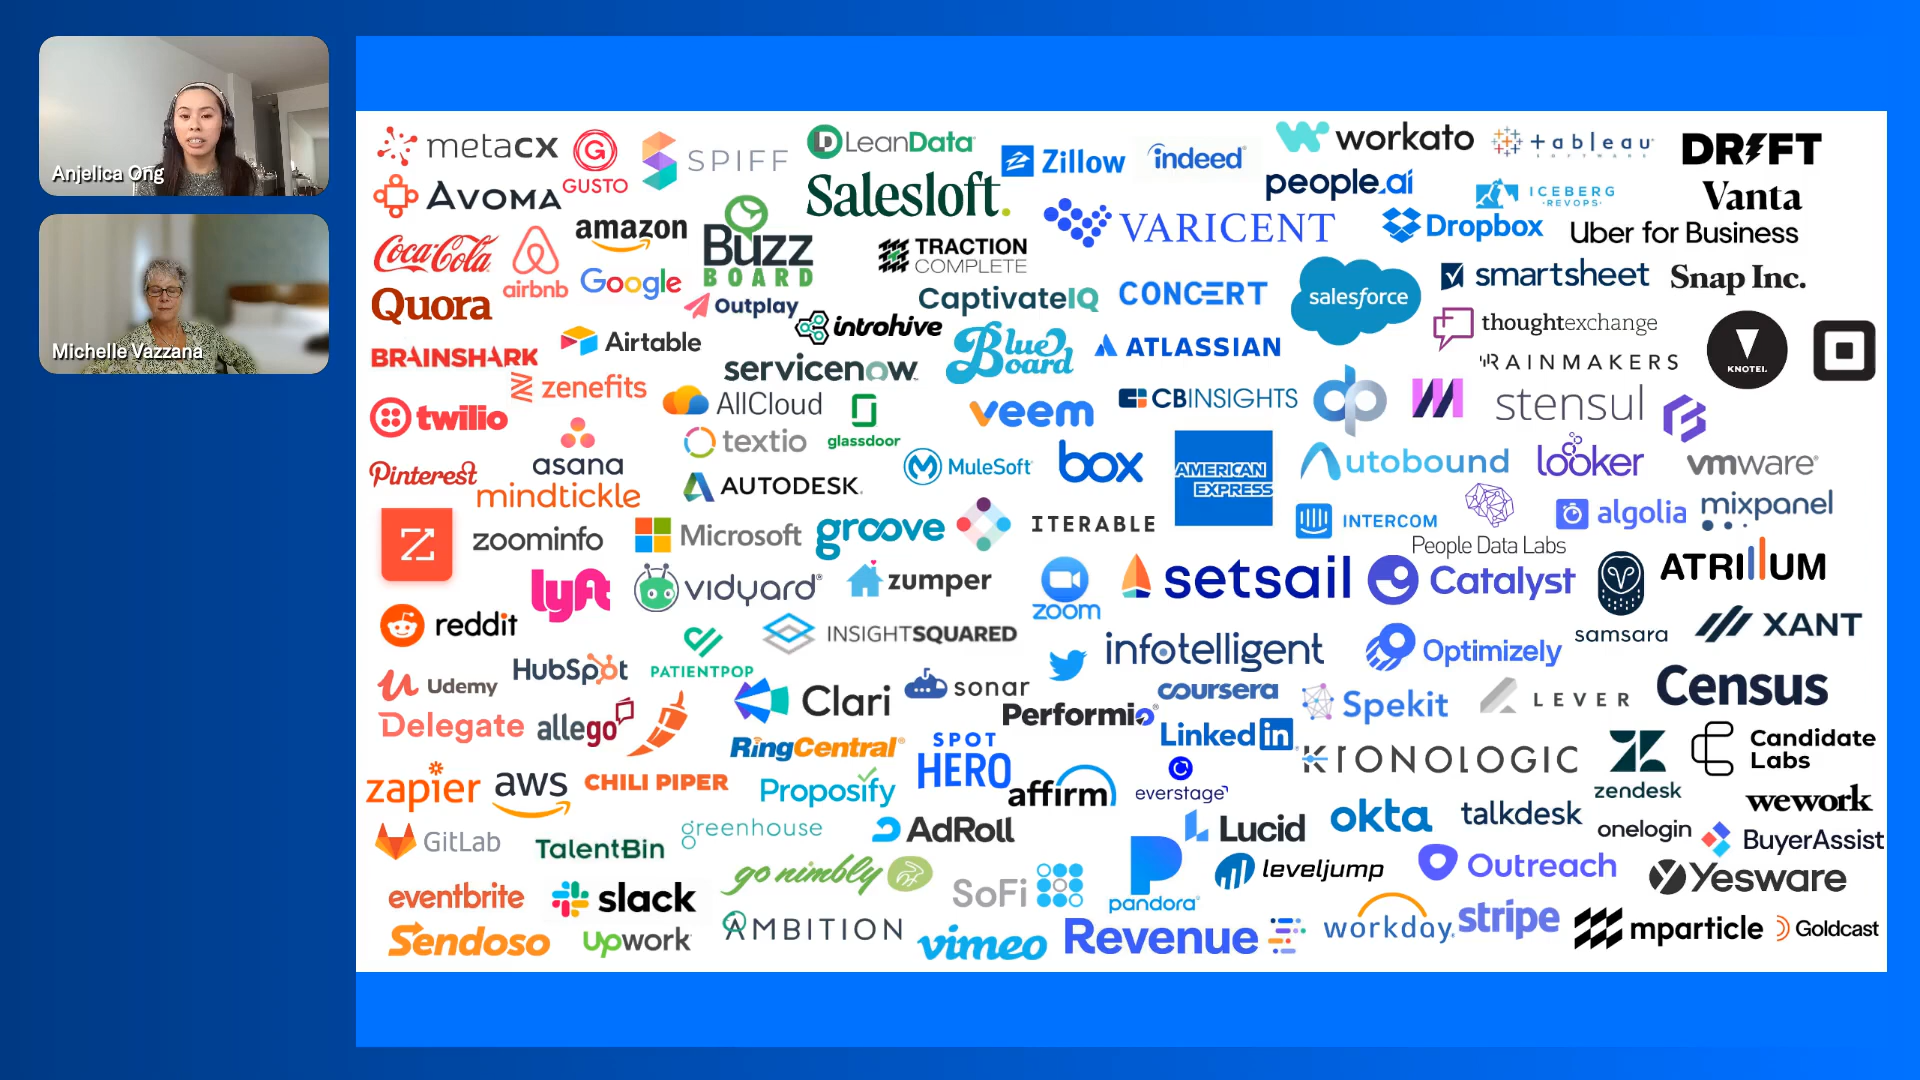 Anjelica Ong
Michelle Vazzana
metacx
GUSTO
SPIFF
LeanData
Zillow
indeed
workato
+ableau
SOFTWARE
DRIFT
AVOMA
Salesloft.
people.ai
ICEBERG
·REVOPS·
Vanta
Coca-Cola
airbnb
amazon
Google
BUZZ
BOARD
TRACTION
COMPLETE
VARICENT
Dropbox
Uber for Business
Quora
Outplay
CaptivateIQ
CONCERT
salesforce
smartsheet
Snap Inc.
BRAINSHARK
Airtable
introhive
Blue
Board
ATLASSIAN
thoughtexchange
RAINMAKERS
KNOTEL
servicenow
zenefits
AllCloud
glassdoor
veem
CBINSIGHTS
dp
stensul
twilio
asana
textio
MuleSoft
box
AMERICAN
EXPRESS
Autobound
looker
vmware
Pinterest
mindtickle
AUTODESK
ITERABLE
INTERCOM
People Data Labs
algolia
mixpanel
zoominfo
Microsoft
groove
lyft
vidyard
zumper
zoom
setsail
Catalyst
samsara
ATRIUM
reddit
PATIENTPOP
INSIGHTSQUARED
infotelligent
Optimizely
XANT
Udemy
HubSpot
Clari
sonar
coursera
Spekit
LEVER
Census
Delegate
allego
RingCentral
Performio
LinkedIn
KRONOLOGIC
zendesk
Candidate
Labs
zapier
aws
CHILI PIPER
Proposify
SPOT
HERO
affirm
everstage
okta
talkdesk
onelogin
wework
GitLab
TalentBin
greenhouse
AdRoll
Lucid
BuyerAssist
eventbrite
slack
go nimbly
SoFi
pandora
leveljump
Outreach
Yesware
Sendoso
upwork
AMBITION
vimeo
Revenue
workday
stripe
mparticle
Goldcast